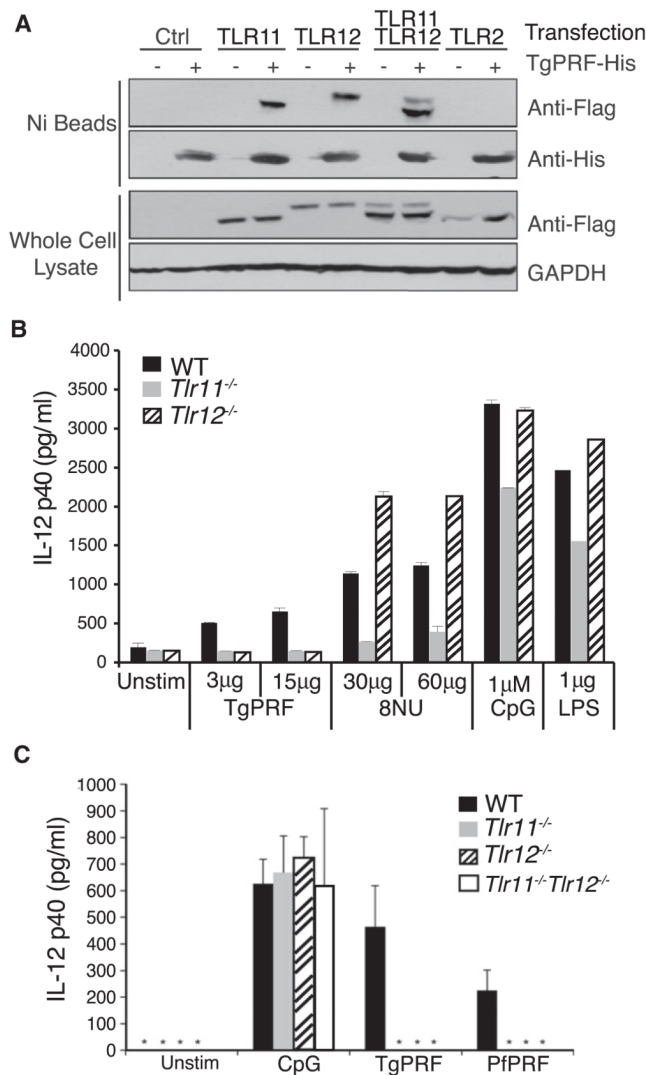 A
TLR11
Ctrl TLR11 TLR12 TLR12 TLR2 Transfection
- + - + - + - + - + TgPRF-His
Ni Beads
Anti-Flag
Anti-His
Whole Cell
Lysate
Anti-Flag
GAPDH
B
IL-12 p40 (pg/ml)
4000
3500
3000
2500
2000
1500
1000
500
0
WT
Tlr11-/-
Tlr12-/-
Unstim 3μg 15μg 30μg 60μg 1μM 1μg
TgPRF 8NU CpG LPS
C
IL-12 p40 (pg/ml)
1000
900
800
700
600
500
400
300
200
100
0
WT
Tlr11-/-
Tlr12-/-
Tlr11-/-Tlr12-/-
* * * * * * * * * *
Unstim CpG TgPRF PfPRF